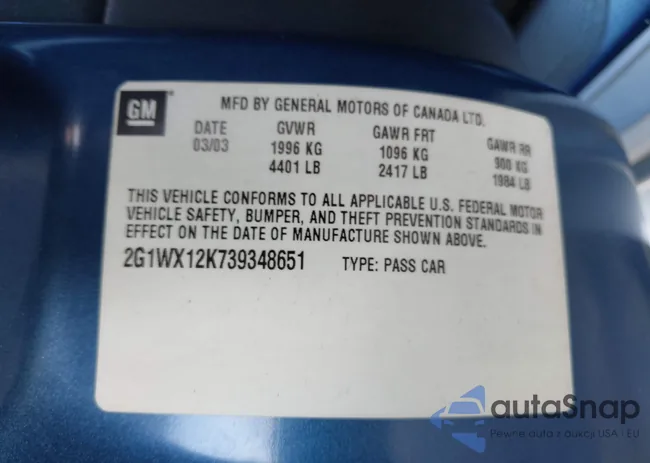 GM
MFD BY GENERAL MOTORS OF CANADA LTD.
DATE GVWR GAWR FRT GAWR RR
03/03 1996 KG 1096 KG 900 KG
4401 LB 2417 LB 1984 LB
THIS VEHICLE CONFORMS TO ALL APPLICABLE U.S. FEDERAL MOTOR
VEHICLE SAFETY, BUMPER, AND THEFT PREVENTION STANDARDS IN
EFFECT ON THE DATE OF MANUFACTURE SHOWN ABOVE.
2G1WX12K739348651 TYPE: PASS CAR
autaSnap
Pewne auta z aukcji USA · EU